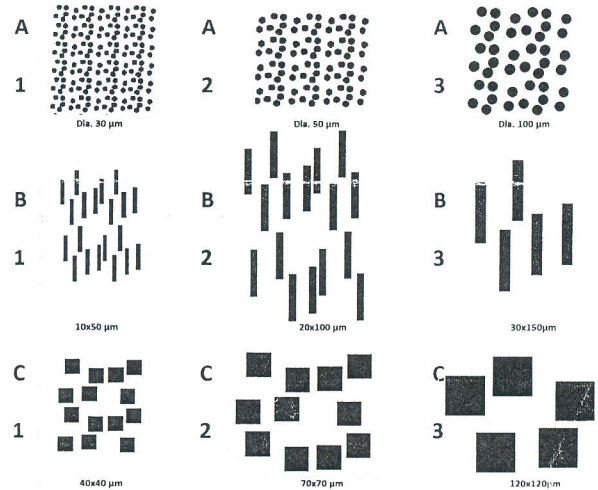 A A A
1 2 3
Dia. 30 µm Dia. 50 µm Dia. 100 µm
B B B
1 2 3
10x50 µm 20x100 µm 30x150µm
C C C
1 2 3
40x40 µm 70x70 µm 120x120µm